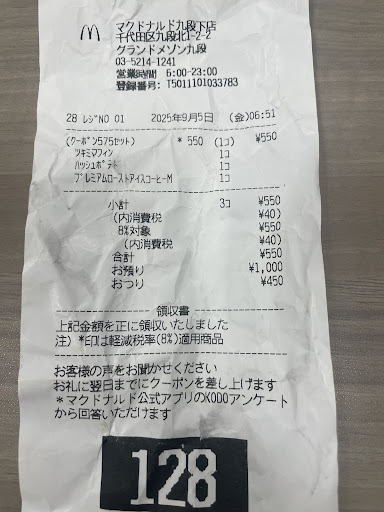 マクドナルド九段下店
千代田区九段北1-2-2
グランドメゾン九段
03-5214-1241
営業時間 6:00-23:00
登録番号: T5011101033783
28 レジNO 01 2025年9月5日 (金)06:51
(クーポン575セット) * 550 (1コ) ¥550
ツキミマフィン 1コ
ハッシュポテト 1コ
プレミアムローストアイスコーヒーM 1コ
小計 3コ ¥550
(内消費税 ¥40)
8%対象 ¥550
(内消費税 ¥40)
合計 ¥550
お預り ¥1,000
おつり ¥450
領収書
上記金額を正に領収いたしました
注) *印は軽減税率(8%)適用商品
お客様の声をお聞かせください
お礼に翌日までにクーポンを差し上げます
*マクドナルド公式アプリのKODOアンケート
から回答いただけます
128